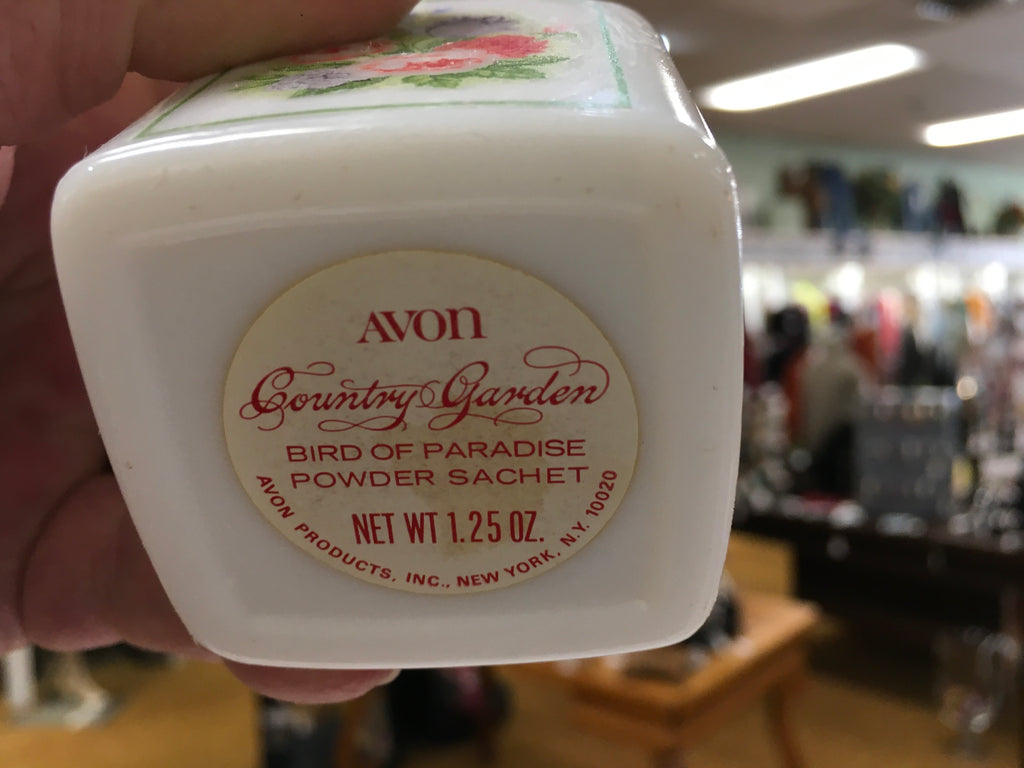 AVON
Country Garden
BIRD OF PARADISE
POWDER SACHET
NET WT 1.25 OZ.
AVON PRODUCTS, INC., NEW YORK, N.Y. 10020